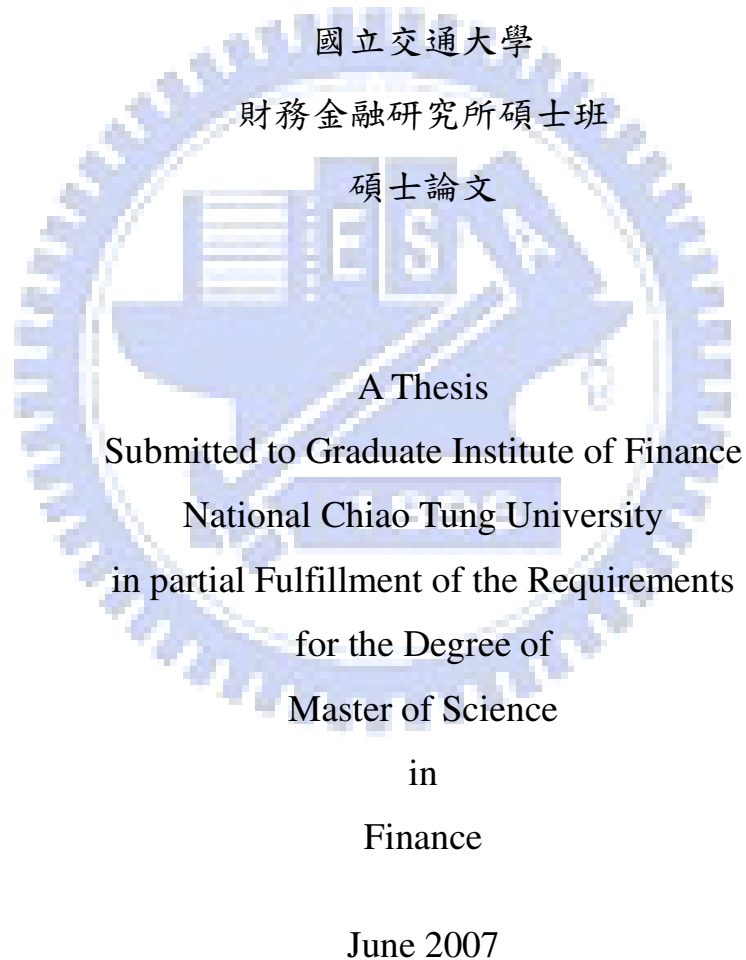 國立交通大學
財務金融研究所碩士班
碩士論文
E S A
A Thesis
Submitted to Graduate Institute of Finance
National Chiao Tung University
in partial Fulfillment of the Requirements
for the Degree of
Master of Science
in
Finance
June 2007